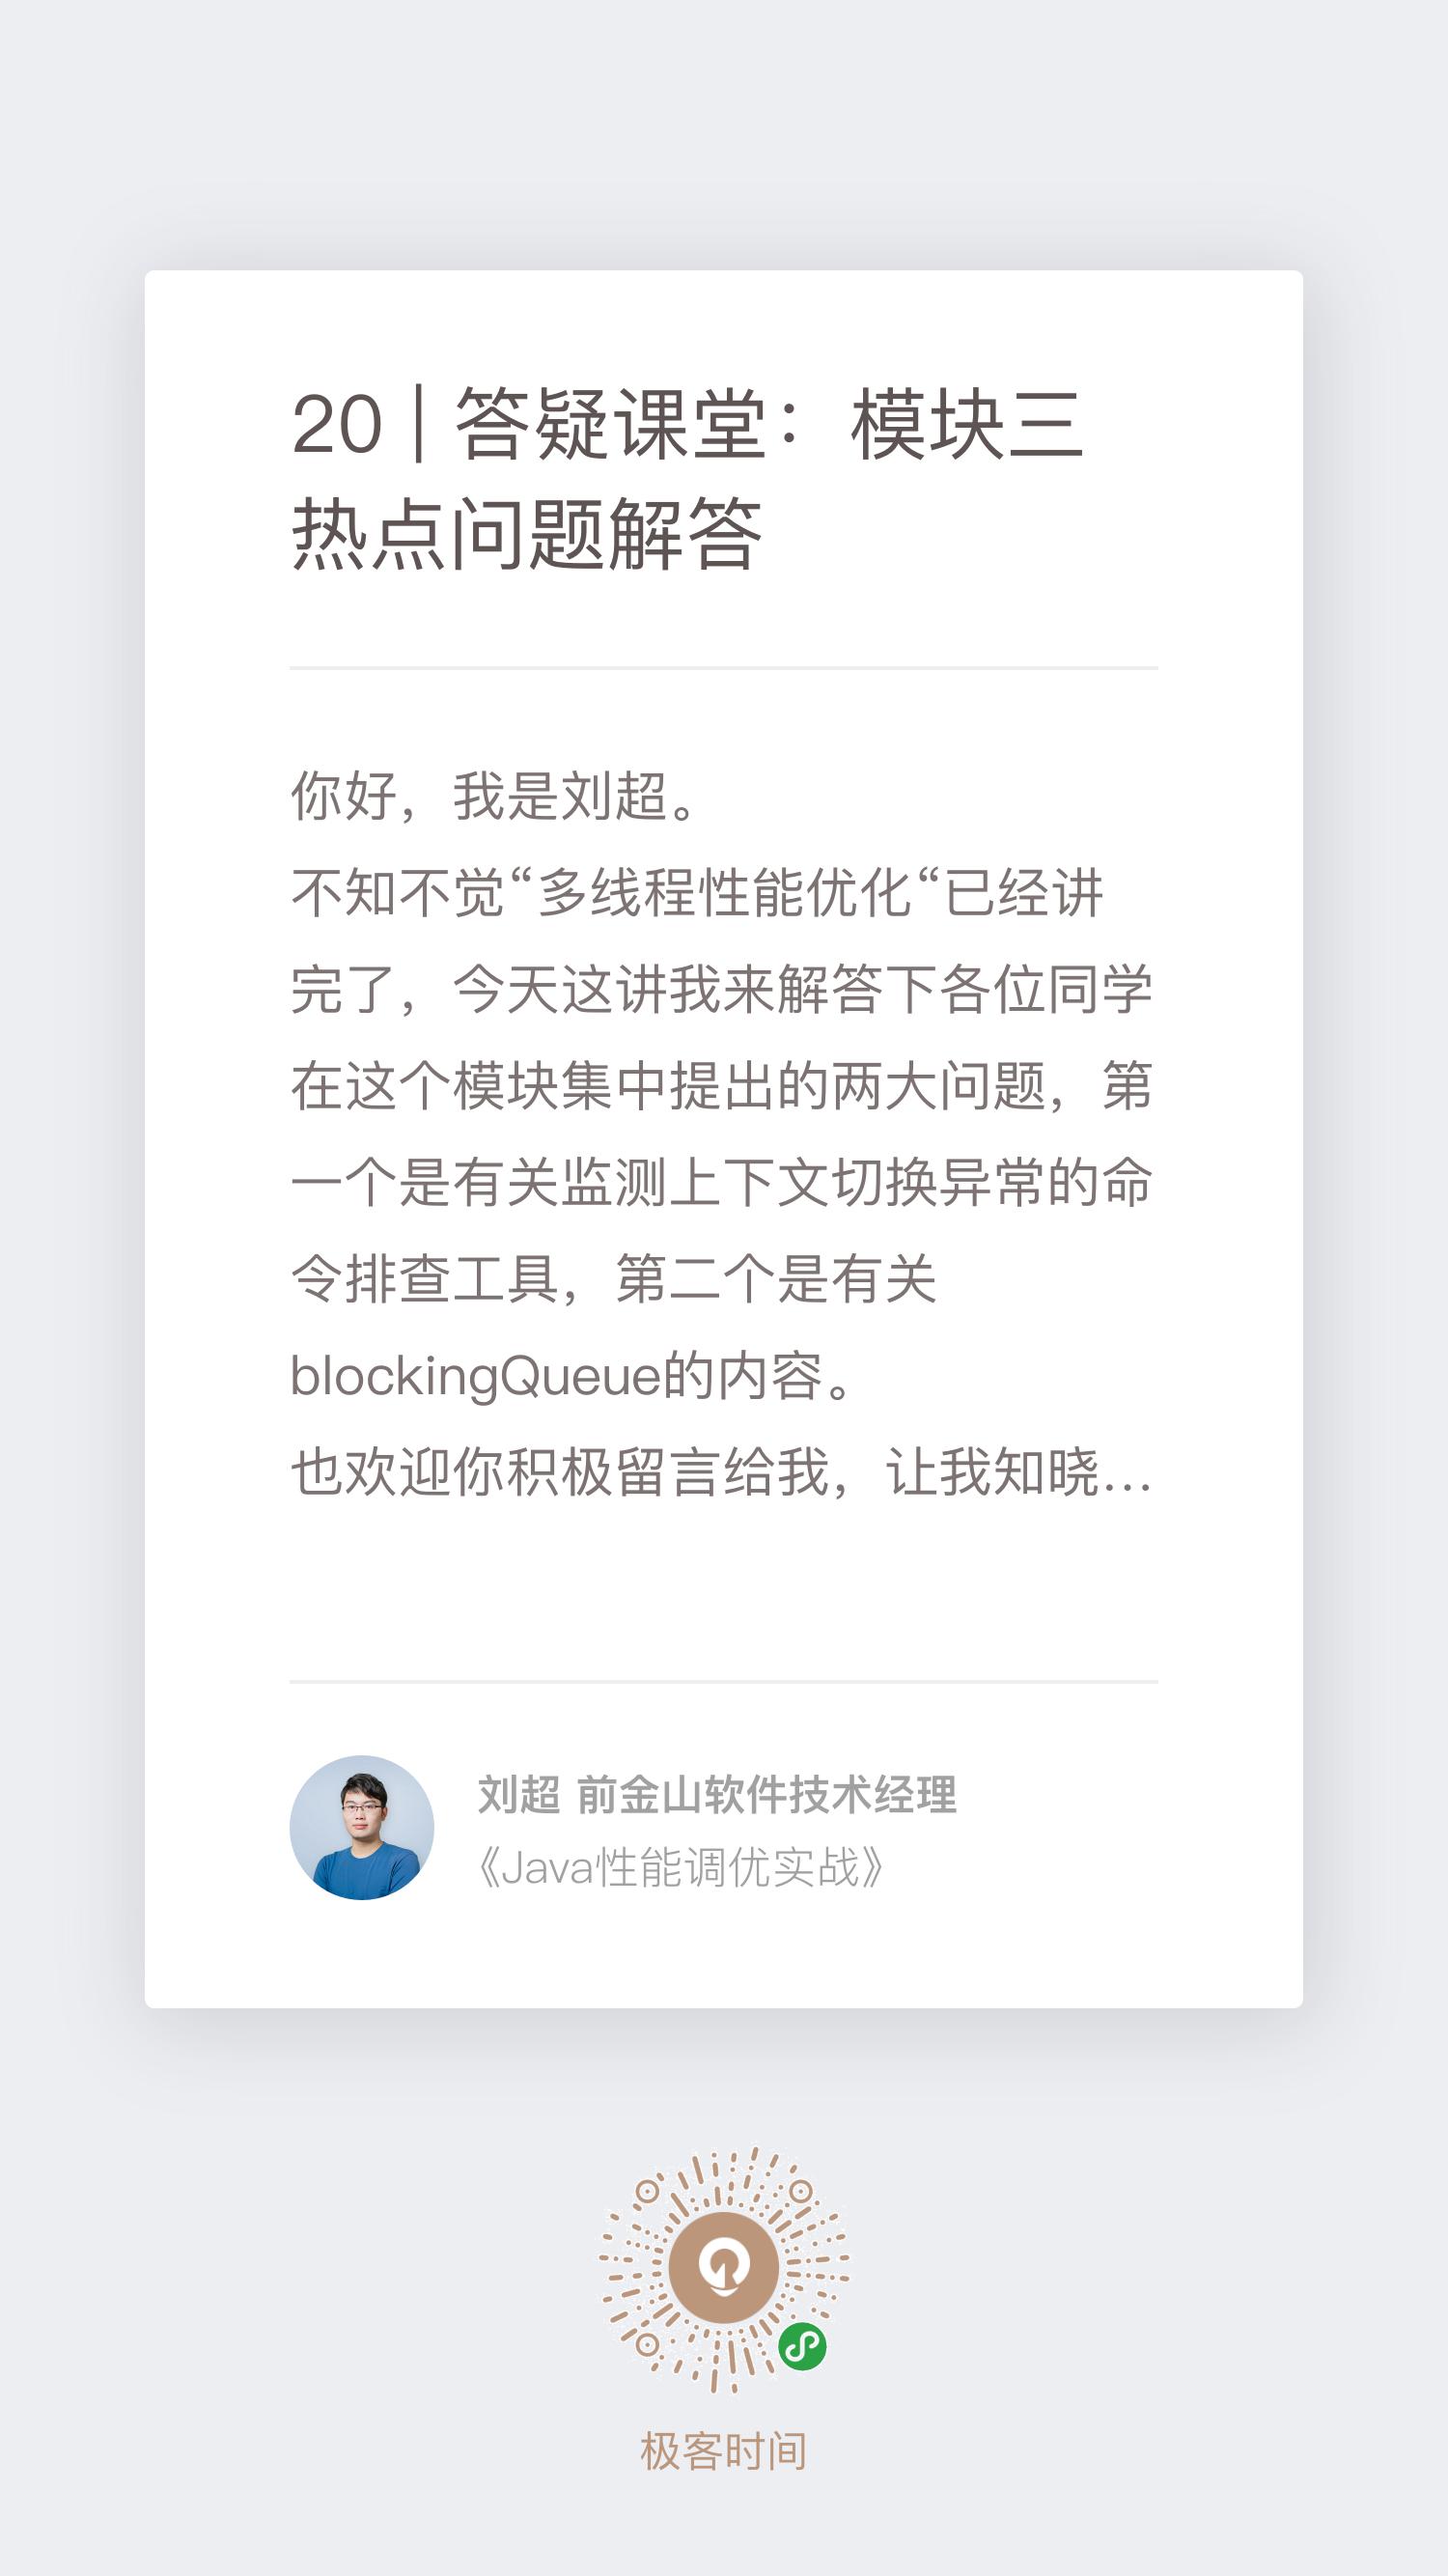 20 | 答疑课堂：模块三
热点问题解答
你好，我是刘超。
不知不觉“多线程性能优化“已经讲
完了，今天这讲我来解答下各位同学
在这个模块集中提出的两大问题，第
一个是有关监测上下文切换异常的命
令排查工具，第二个是有关
blockingQueue的内容。
也欢迎你积极留言给我，让我知晓...
刘超 前金山软件技术经理
《Java性能调优实战》
极客时间